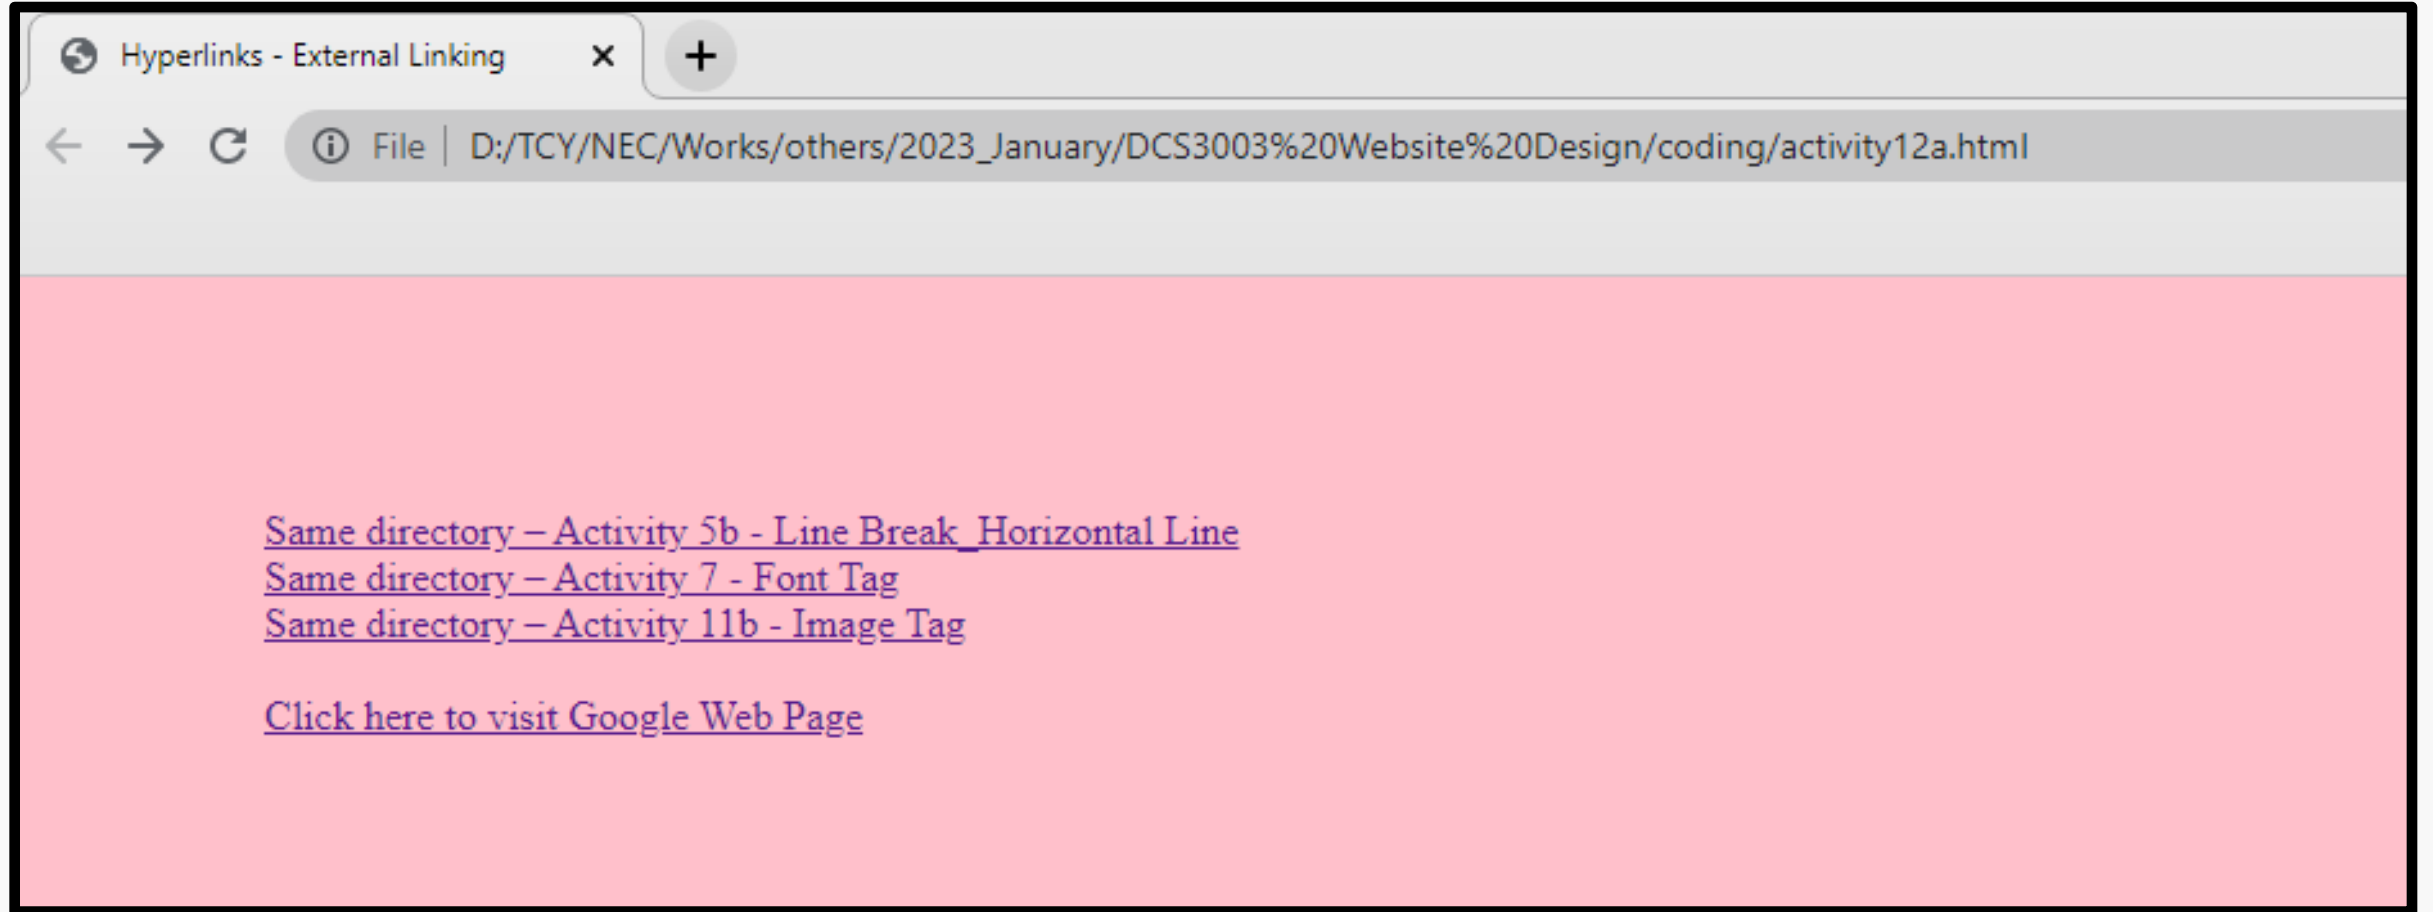 Hyperlinks - External Linking
File D:/TCY/NEC/Works/others/2023_January/DCS3003%20Website%20Design/coding/activity12a.html
Same directory – Activity 5b - Line Break_Horizontal Line
Same directory – Activity 7 - Font Tag
Same directory – Activity 11b - Image Tag
Click here to visit Google Web Page